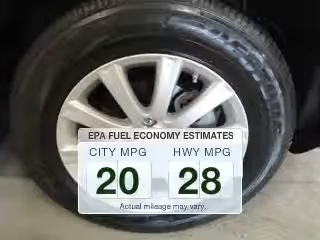 EPA FUEL ECONOMY ESTIMATES
CITY MPG HWY MPG
20 28
Actual mileage may vary.